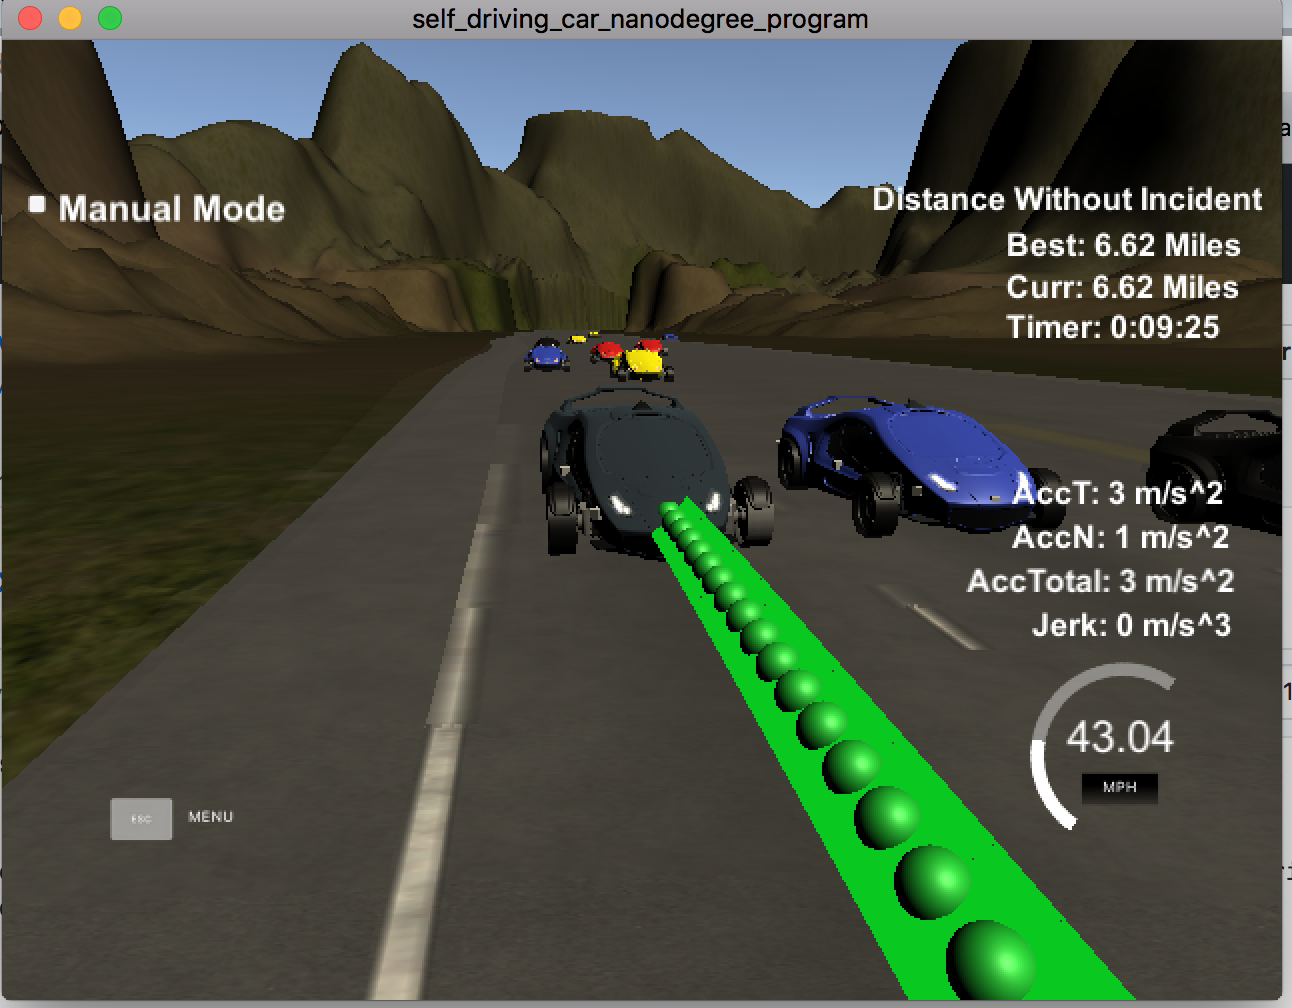 self_driving_car_nanodegree_program
Manual Mode
Distance Without Incident
Best: 6.62 Miles
Curr: 6.62 Miles
Timer: 0:09:25
AccT: 3 m/s^2
AccN: 1 m/s^2
AccTotal: 3 m/s^2
Jerk: 0 m/s^3
43.04
MPH
ESC MENU